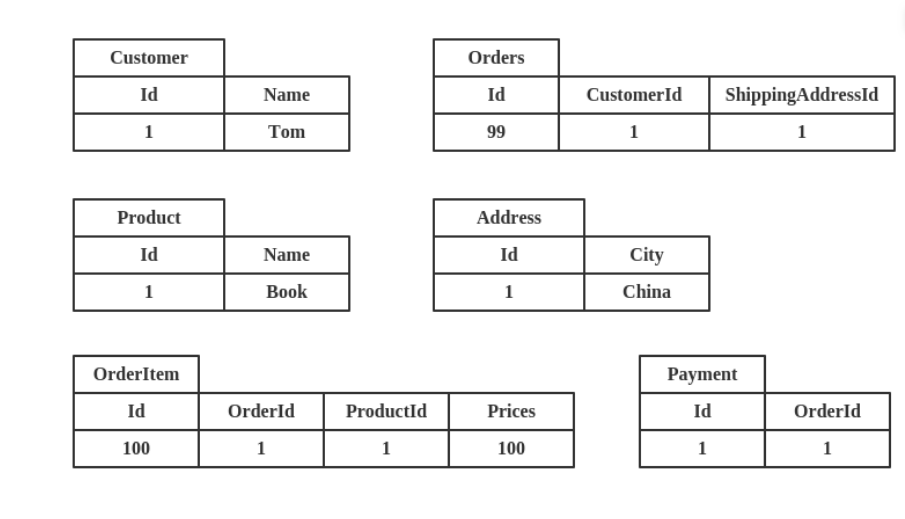 Customer
Id Name
1 Tom
Orders
Id CustomerId ShippingAddressId
99 1 1
Product
Id Name
1 Book
Address
Id City
1 China
OrderItem
Id OrderId ProductId Prices
100 1 1 100
Payment
Id OrderId
1 1